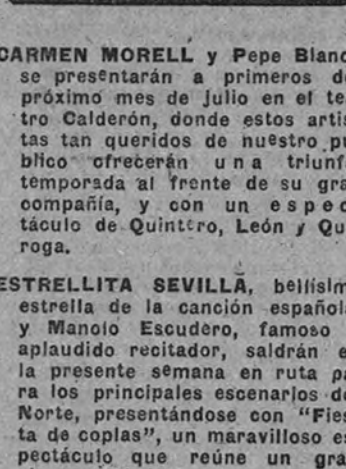 CARMEN MORELL y Pepe Blanc
se presentarán a primeros de
próximo mes de julio en el te
tro Calderón, donde estos artis
tas tan queridos de nuestro pú
blico ofrecerán una triunf
temporada al frente de su gra
compañía, y con un espec
táculo de Quintero, León y Qui
roga.
ESTRELLITA SEVILLA, bellísim
estrella de la canción española
y Manolo Escudero, famoso
aplaudido recitador, saldrán e
la presente semana en ruta pa
ra los principales escenarios de
Norte, presentándose con "Fies
ta de coplas", un maravilloso es
pectáculo que reúne un gra